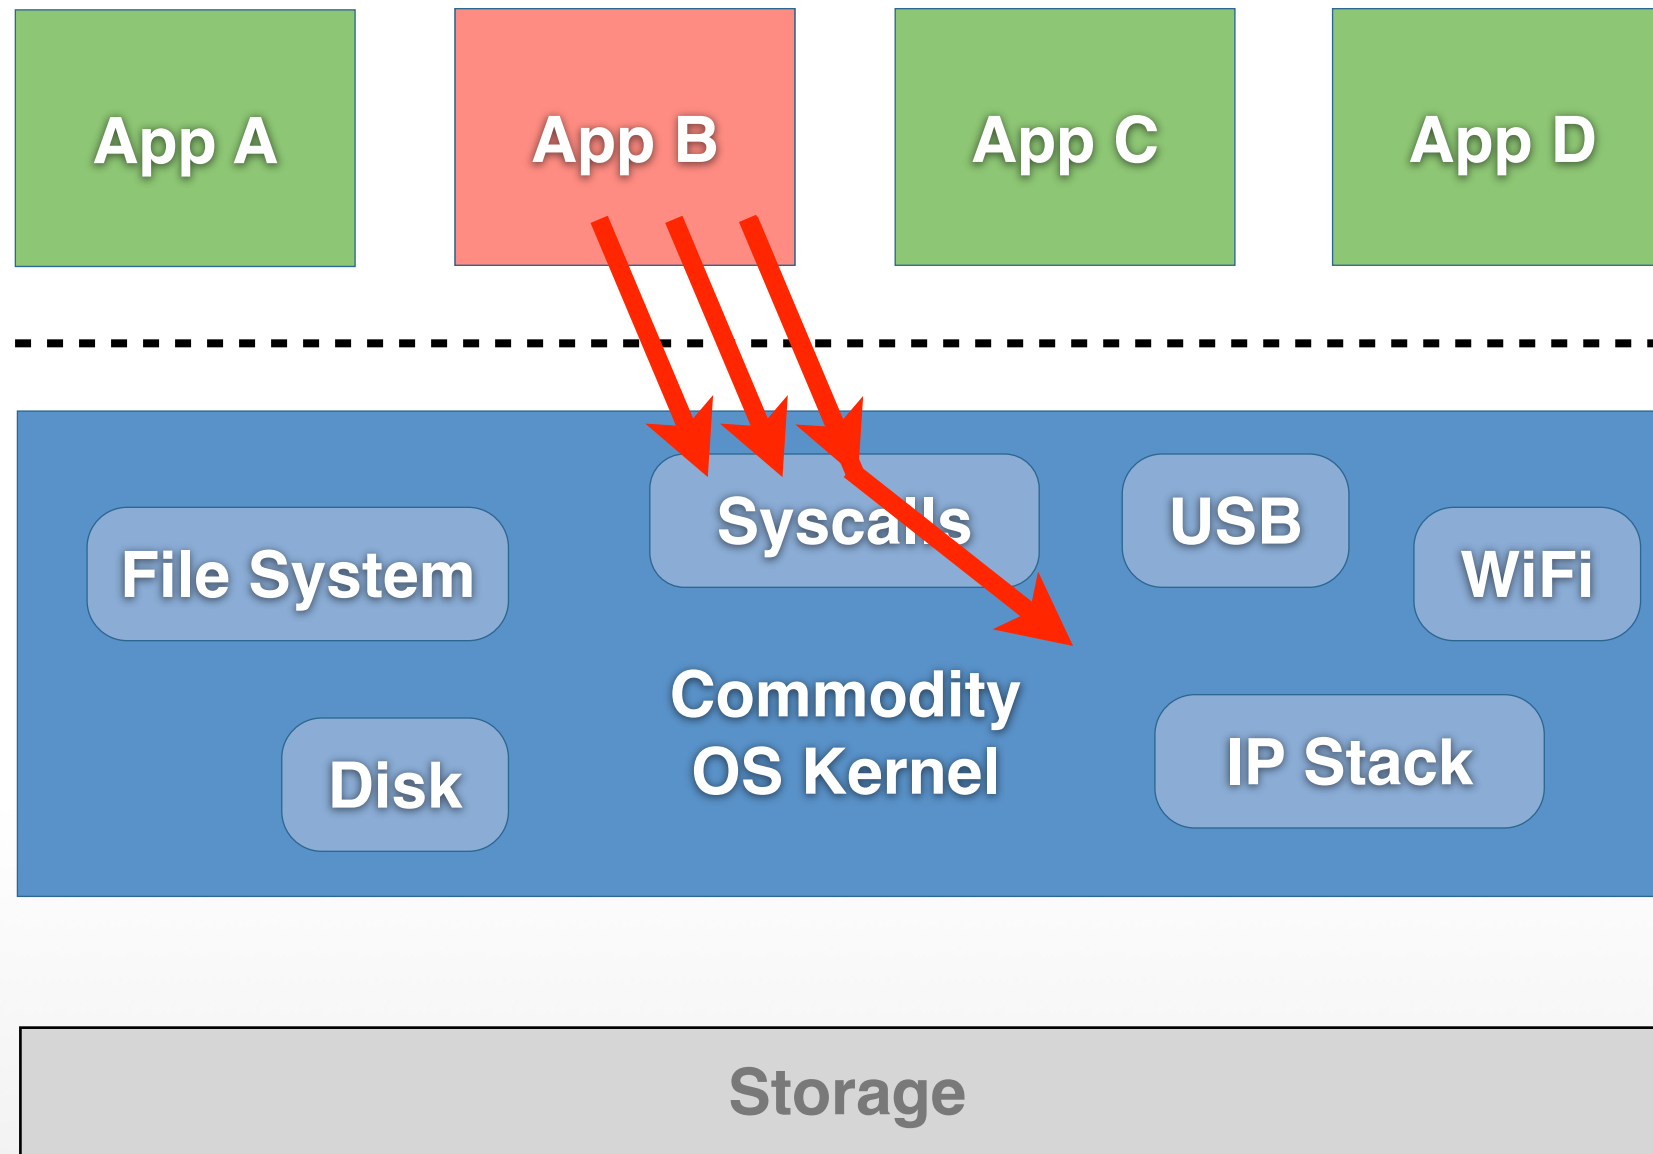 App A
App B
App C
App D
Syscalls
USB
File System
WiFi
Commodity
OS Kernel
IP Stack
Disk
Storage